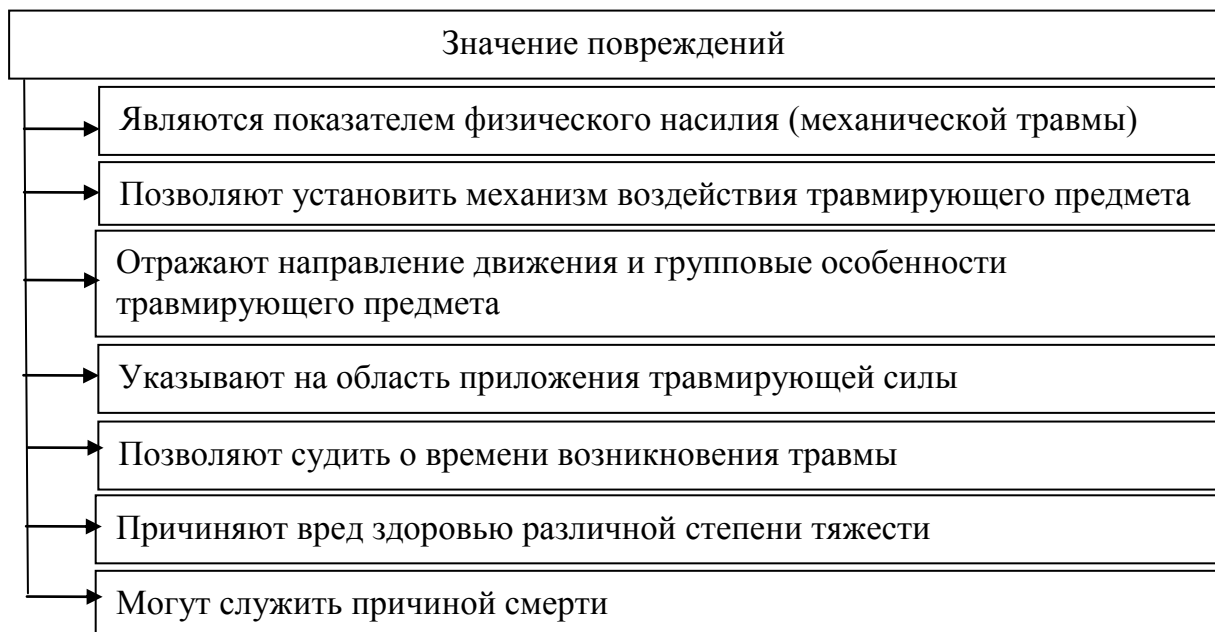 Значение повреждений
Являются показателем физического насилия (механической травмы)
Позволяют установить механизм воздействия травмирующего предмета
Отражают направление движения и групповые особенности
травмирующего предмета
Указывают на область приложения травмирующей силы
Позволяют судить о времени возникновения травмы
Причиняют вред здоровью различной степени тяжести
Могут служить причиной смерти